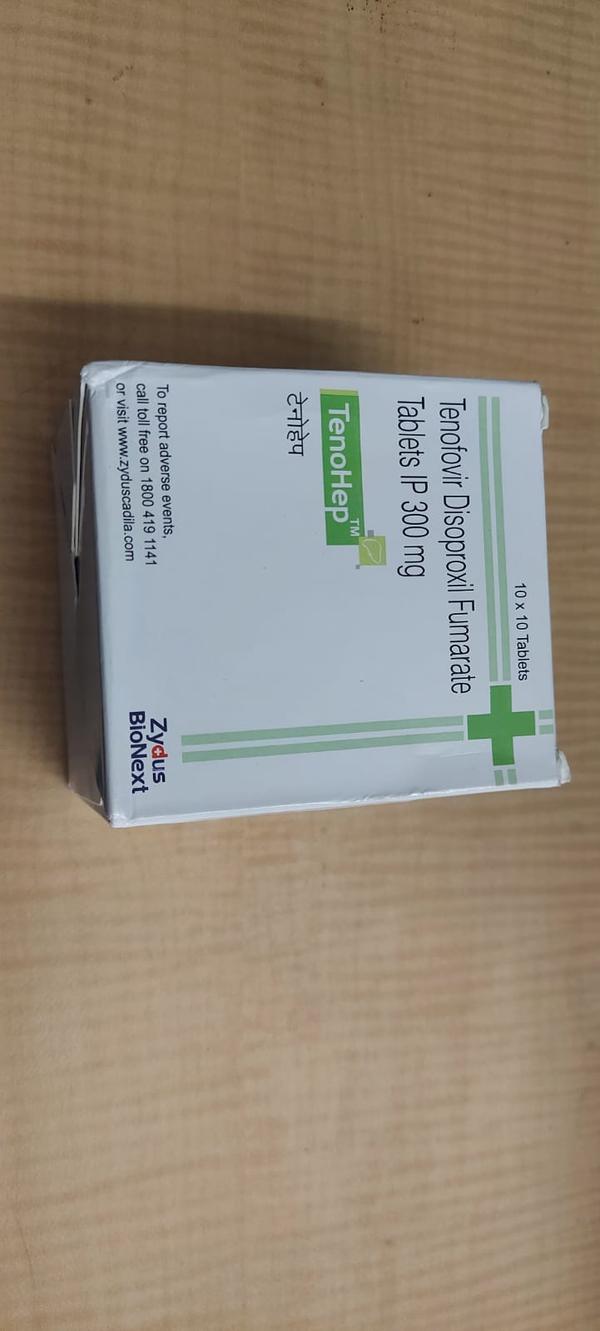 10 x 10 Tablets
Tenofovir Disoproxil Fumarate
Tablets IP 300 mg
TenoHep™
टेनोहेप
To report adverse events,
call toll free on 1800 419 1141
or visit www.zyduscadila.com
Zydus
BioNext